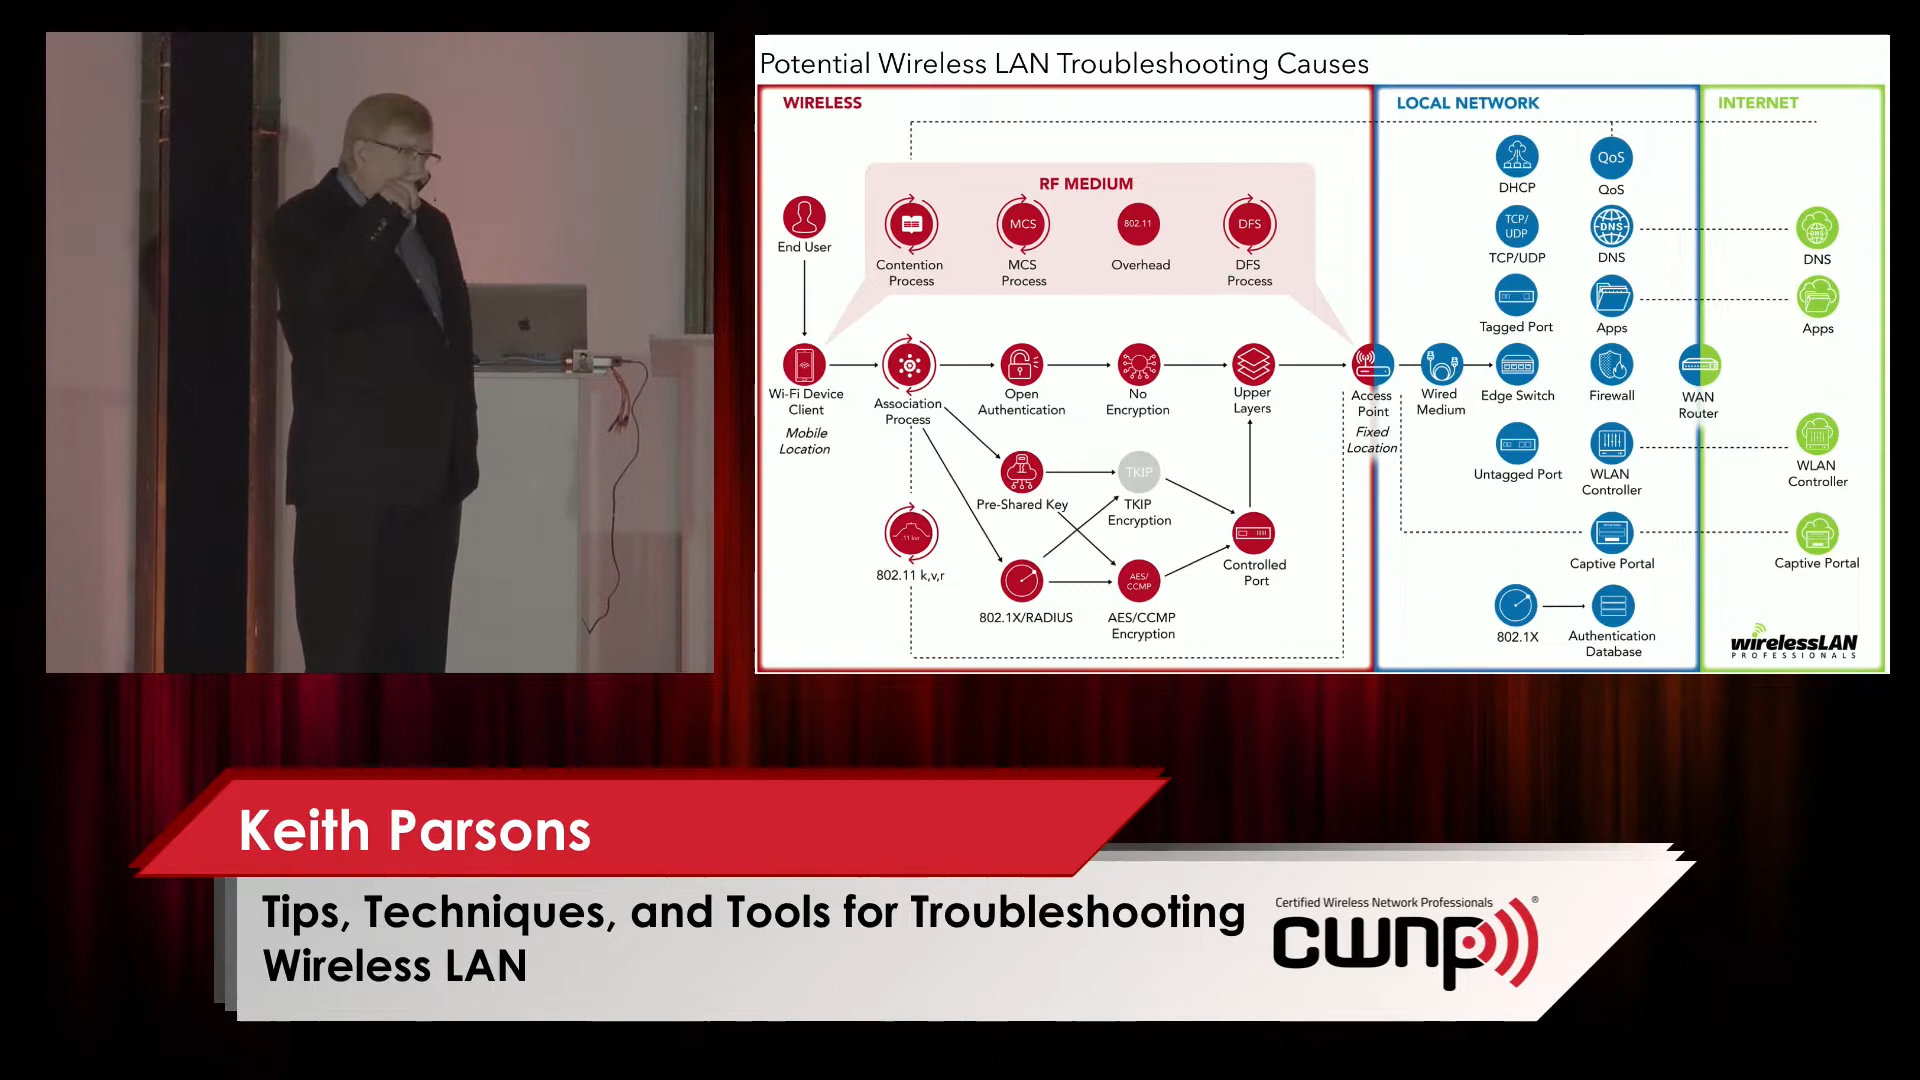 Potential Wireless LAN Troubleshooting Causes
WIRELESS
LOCAL NETWORK
INTERNET
RF MEDIUM
End User
Contention
Process
MCS
MCS
Process
802.11
Overhead
DFS
DFS
Process
DHCP
QoS
QoS
TCP/
UDP
TCP/UDP
DNS
DNS
DNS
DNS
Tagged Port
Apps
Apps
Wi-Fi Device
Client
Mobile
Location
Association
Process
Open
Authentication
No
Encryption
Upper
Layers
Access
Point
Fixed
Location
Wired
Medium
Edge Switch
Firewall
WAN
Router
Pre-Shared Key
TKIP
TKIP
Encryption
Untagged Port
WLAN
Controller
WLAN
Controller
.11 kvr
802.11 k,v,r
802.1X/RADIUS
AES/
CCMP
AES/CCMP
Encryption
Controlled
Port
Captive Portal
Captive Portal
802.1X
Authentication
Database
wirelessLAN
PROFESSIONALS
Keith Parsons
Tips, Techniques, and Tools for Troubleshooting
Wireless LAN
Certified Wireless Network Professionals ®
cwnp